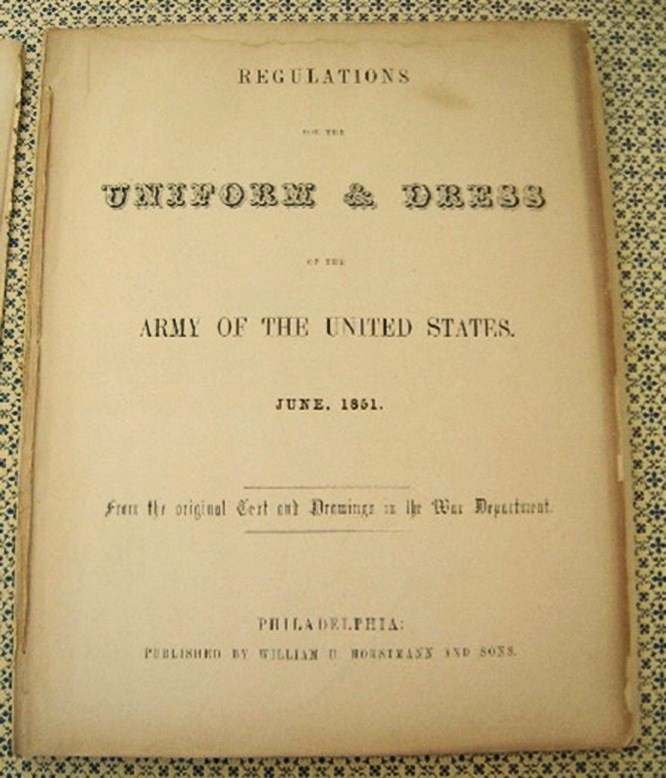 REGULATIONS
FOR THE
UNIFORM & DRESS
OF THE
ARMY OF THE UNITED STATES.
JUNE, 1851.
From the original Text and Drawings in the War Department.
PHILADELPHIA:
PUBLISHED BY WILLIAM H. HORSTMANN AND SONS.